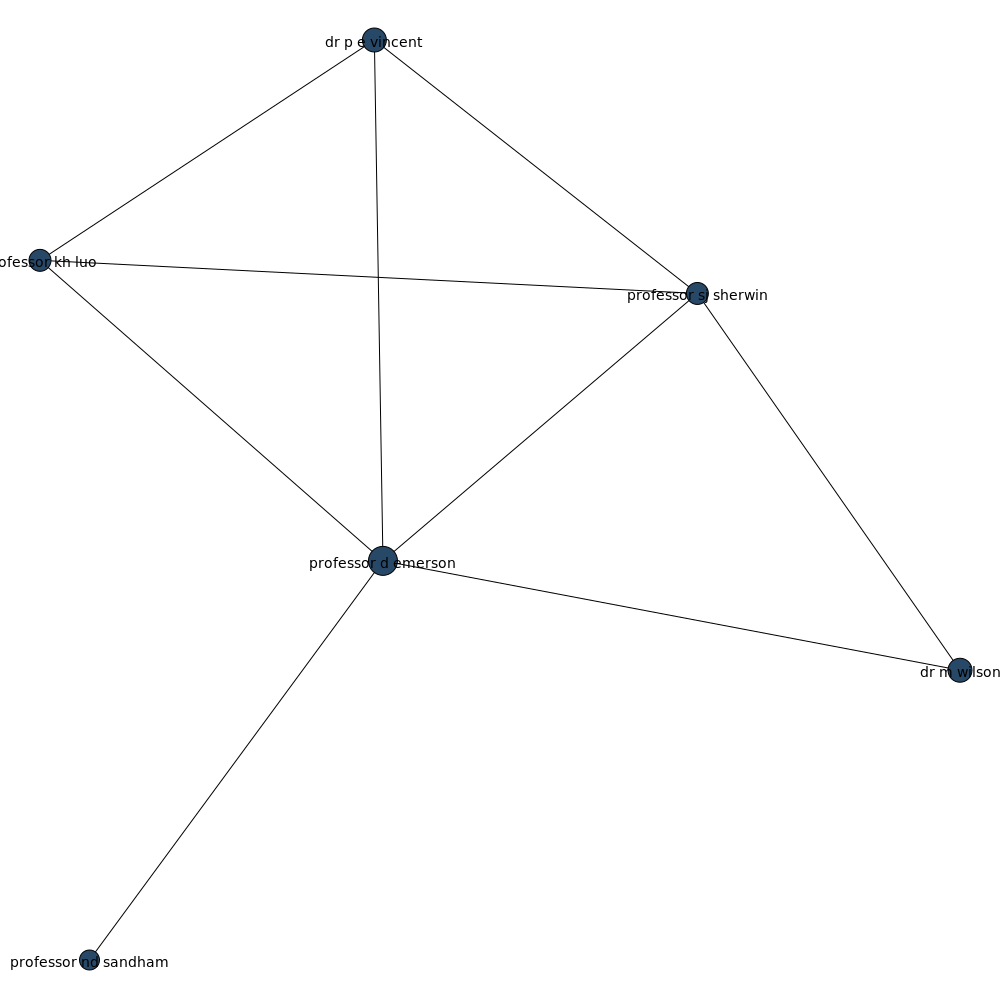 dr p e vincent
ofessor kh luo
professor sj sherwin
professor d emerson
dr m wilson
professor nd sandham